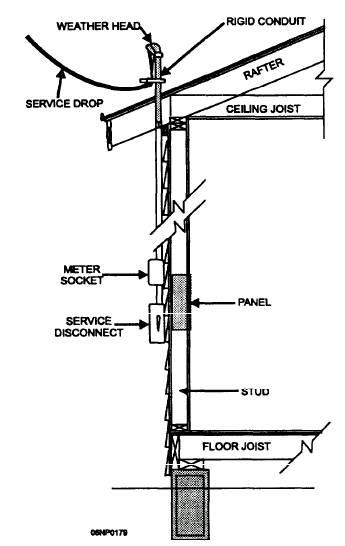 WEATHER HEAD
RIGID CONDUIT
RAFTER
SERVICE DROP
CEILING JOIST
METER
SOCKET
PANEL
SERVICE
DISCONNECT
STUD
FLOOR JOIST
05NP0179